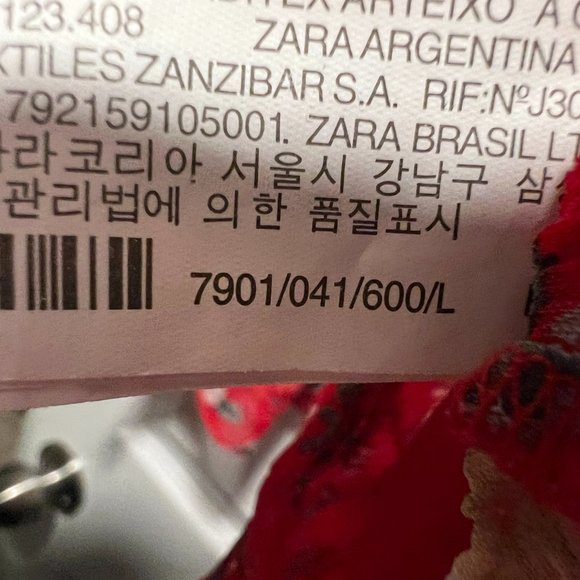 123.408 ARTEIXO A
ZARA ARGENTINA
XTILES ZANZIBAR S.A. RIF:NºJ30
792159105001. ZARA BRASIL LT
라코리아 서울시 강남구 삼
관리법에 의한 품질표시
7901/041/600/L